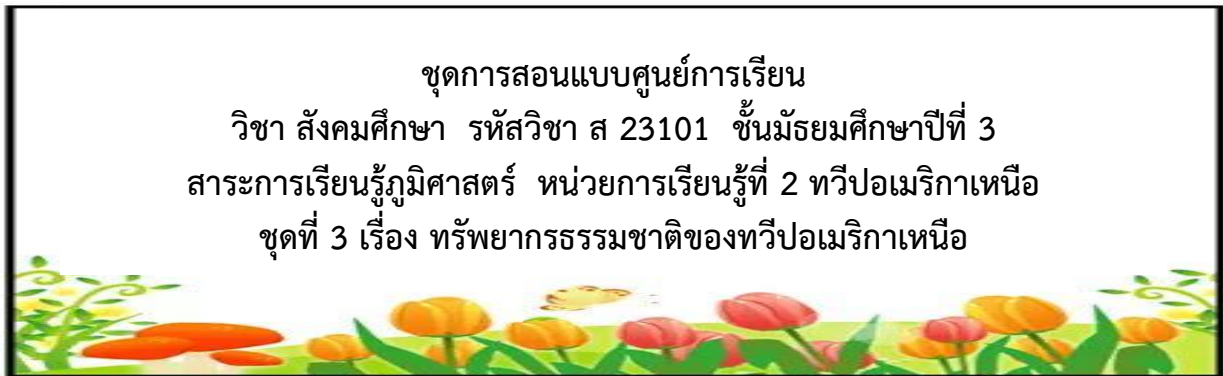 ชุดการสอนแบบศูนย์การเรียน
วิชา สังคมศึกษา รหัสวิชา ส 23101 ชั้นมัธยมศึกษาปีที่ 3
สาระการเรียนรู้ภูมิศาสตร์ หน่วยการเรียนรู้ที่ 2 ทวีปอเมริกาเหนือ
ชุดที่ 3 เรื่อง ทรัพยากรธรรมชาติของทวีปอเมริกาเหนือ